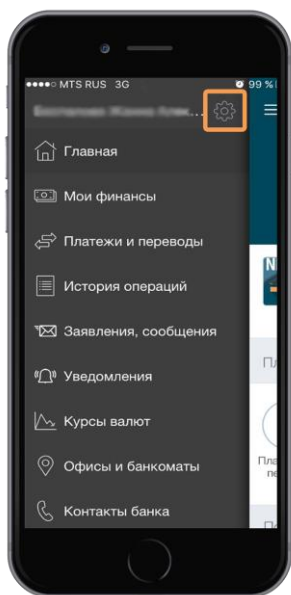 MTS RUS 3G 99 %
Главная
Мои финансы
Платежи и переводы
История операций
Заявления, сообщения
Уведомления
Курсы валют
Офисы и банкоматы
Контакты банка